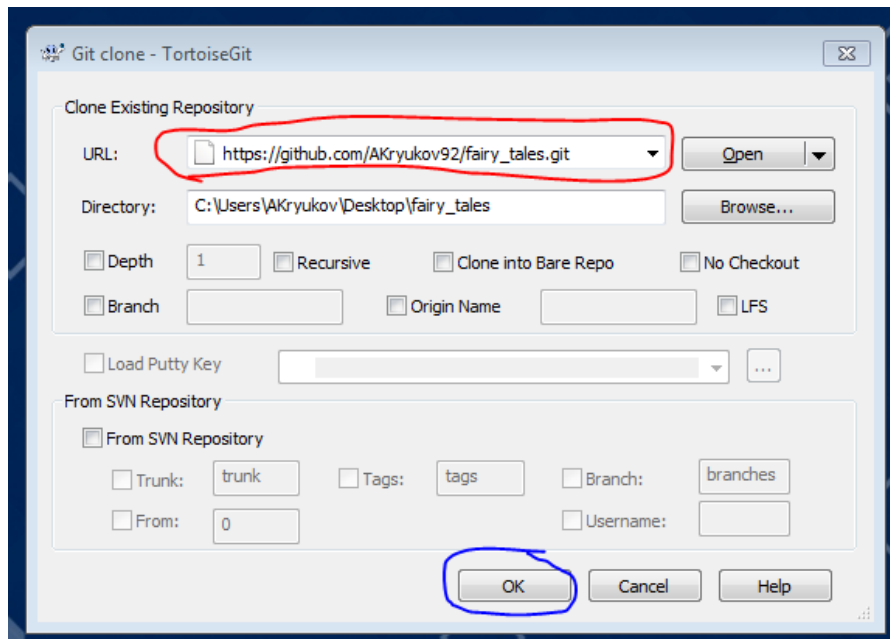 Git clone - TortoiseGit
Clone Existing Repository
URL: https://github.com/AKryukov92/fairy_tales.git Open
Directory: C:\Users\AKryukov\Desktop\fairy_tales Browse...
Depth 1 Recursive Clone into Bare Repo No Checkout
Branch Origin Name LFS
Load Putty Key ...
From SVN Repository
From SVN Repository
Trunk: trunk Tags: tags Branch: branches
From: 0 Username:
OK Cancel Help